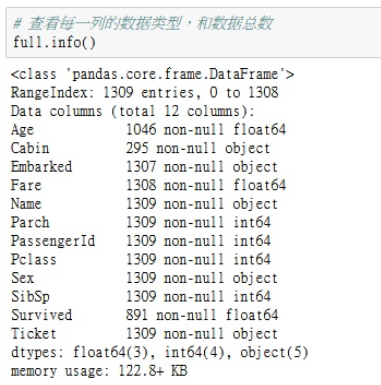 # 查看每一列的数据类型，和数据总数
full.info()
<class 'pandas.core.frame.DataFrame'>
RangeIndex: 1309 entries, 0 to 1308
Data columns (total 12 columns):
Age            1046 non-null float64
Cabin          295 non-null object
Embarked       1307 non-null object
Fare           1308 non-null float64
Name           1309 non-null object
Parch          1309 non-null int64
PassengerId    1309 non-null int64
Pclass         1309 non-null int64
Sex            1309 non-null object
SibSp          1309 non-null int64
Survived       891 non-null float64
Ticket         1309 non-null object
dtypes: float64(3), int64(4), object(5)
memory usage: 122.8+ KB